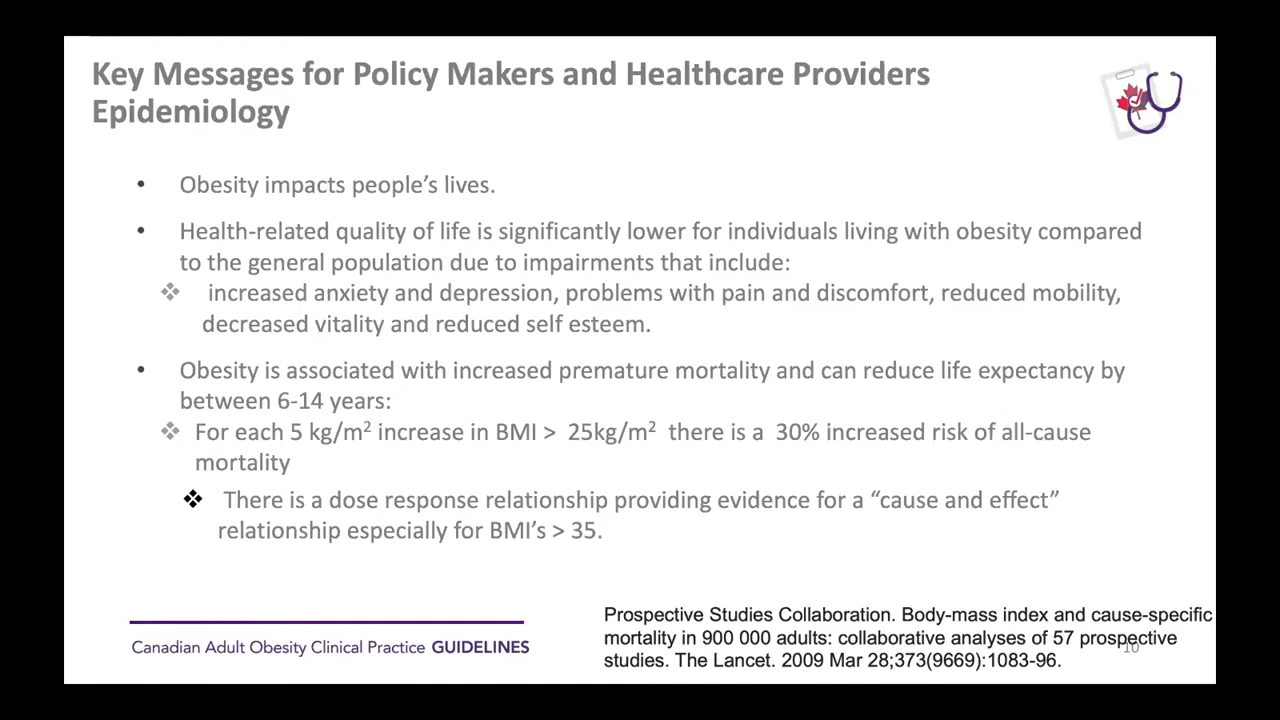 Key Messages for Policy Makers and Healthcare Providers
Epidemiology
• Obesity impacts people’s lives.
• Health-related quality of life is significantly lower for individuals living with obesity compared
to the general population due to impairments that include:
❖ increased anxiety and depression, problems with pain and discomfort, reduced mobility,
decreased vitality and reduced self esteem.
• Obesity is associated with increased premature mortality and can reduce life expectancy by
between 6-14 years:
❖ For each 5 kg/m² increase in BMI > 25kg/m² there is a 30% increased risk of all-cause
mortality
❖ There is a dose response relationship providing evidence for a “cause and effect”
relationship especially for BMI’s > 35.
Canadian Adult Obesity Clinical Practice GUIDELINES
Prospective Studies Collaboration. Body-mass index and cause-specific
mortality in 900 000 adults: collaborative analyses of 57 prospective
studies. The Lancet. 2009 Mar 28;373(9669):1083-96.
10